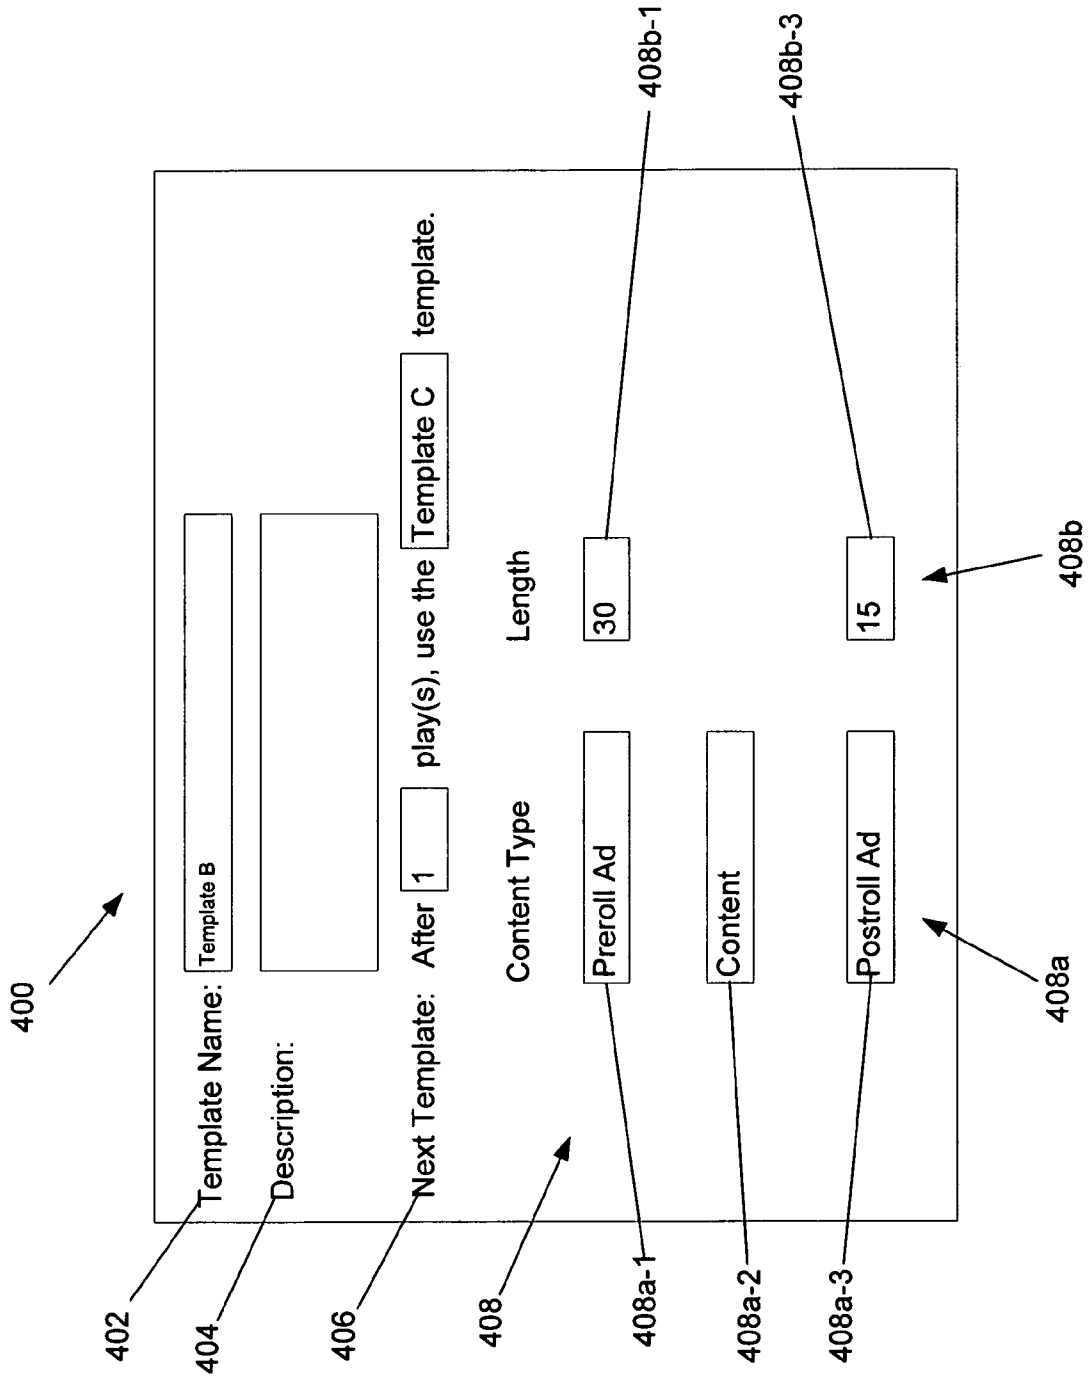 400
402
Template Name: Template B
404
Description:
406
Next Template: After 1 play(s), use the Template C template.
408
Content Type Length
408a-1 Preroll Ad 30 408b-1
408a-2 Content
408a-3 Postroll Ad 15 408b-3
408a 408b